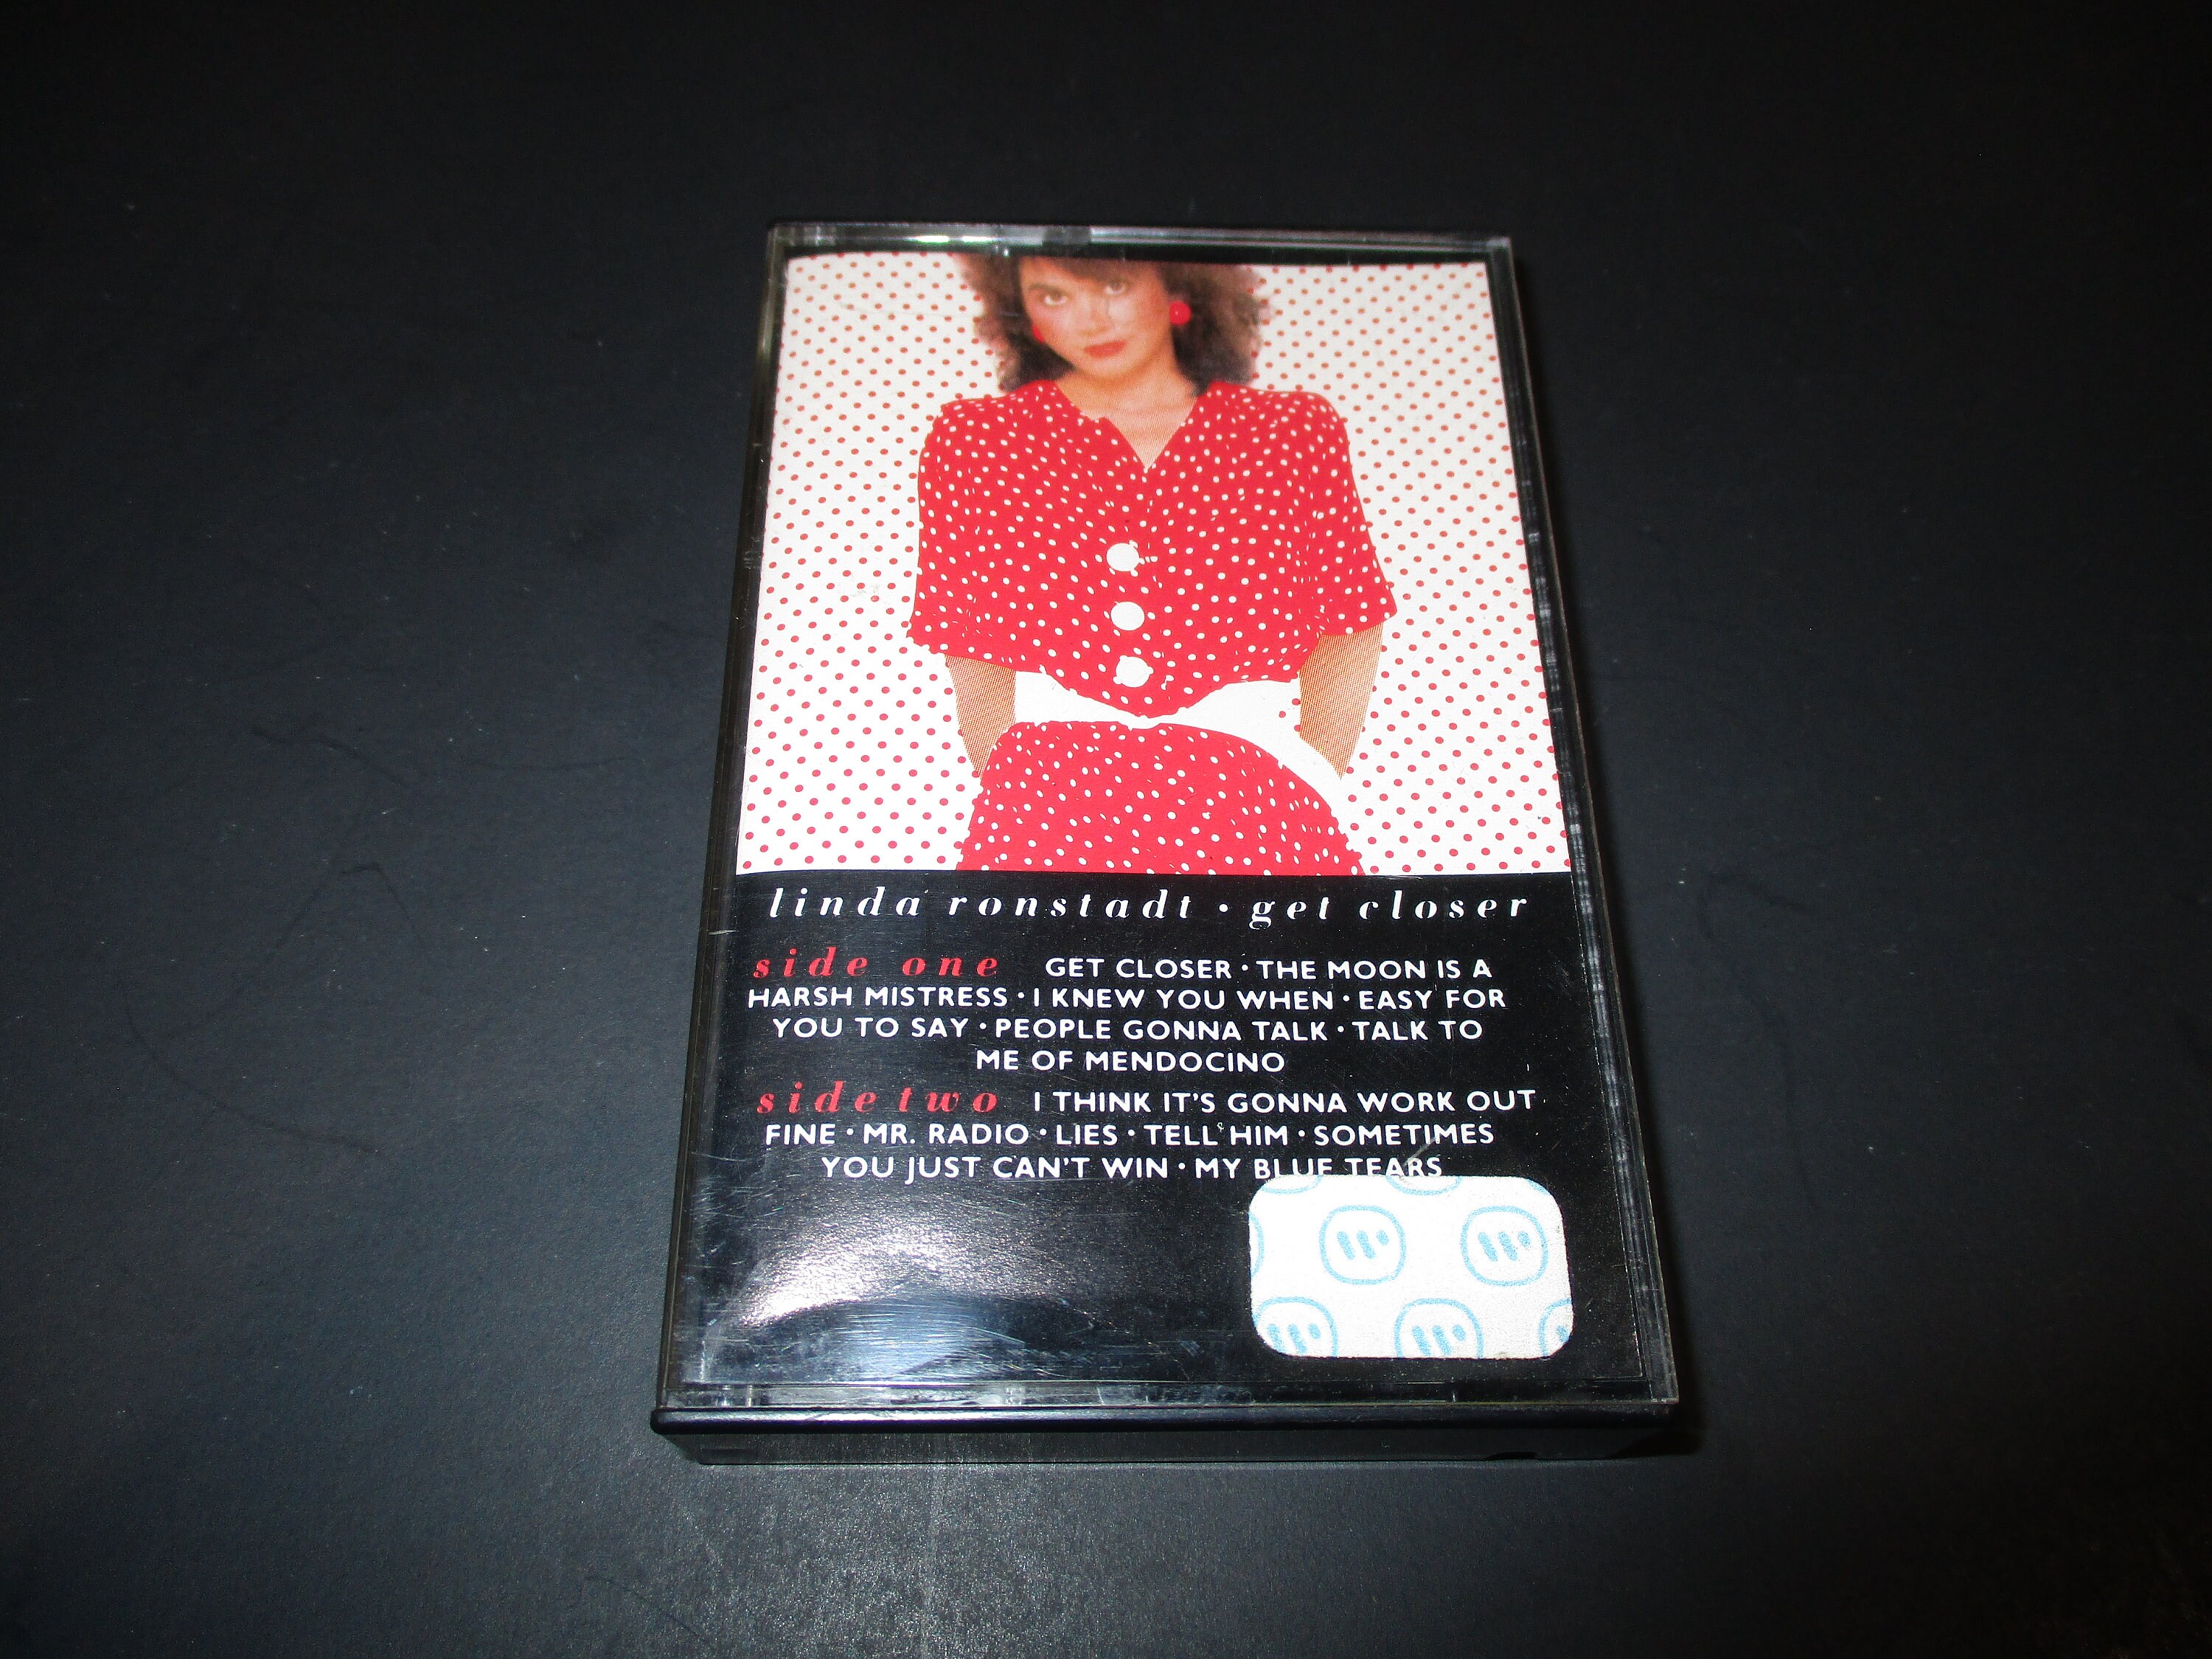 linda ronstadt · get closer
side one GET CLOSER · THE MOON IS A
HARSH MISTRESS · I KNEW YOU WHEN · EASY FOR
YOU TO SAY · PEOPLE GONNA TALK · TALK TO
ME OF MENDOCINO
side two I THINK IT'S GONNA WORK OUT
FINE · MR. RADIO · LIES · TELL HIM · SOMETIMES
YOU JUST CAN'T WIN · MY BLUE TEARS